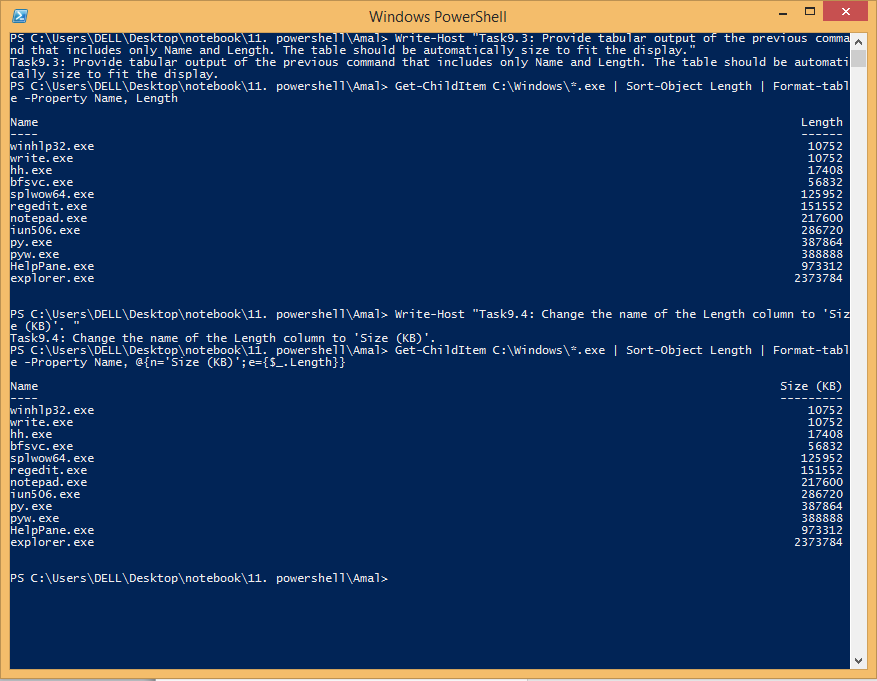 Windows PowerShell
PS C:\Users\DELL\Desktop\notebook\11. powershell\Amal> Write-Host "Task9.3: Provide tabular output of the previous comma
nd that includes only Name and Length. The table should be automatically size to fit the display."
Task9.3: Provide tabular output of the previous command that includes only Name and Length. The table should be automati
cally size to fit the display.
PS C:\Users\DELL\Desktop\notebook\11. powershell\Amal> Get-ChildItem C:\Windows\*.exe | Sort-Object Length | Format-tabl
e -Property Name, Length
Name Length
---- ------
winhlp32.exe 10752
write.exe 10752
hh.exe 17408
bfsvc.exe 56832
splwow64.exe 125952
regedit.exe 151552
notepad.exe 217600
iun506.exe 286720
py.exe 387864
pyw.exe 388888
HelpPane.exe 973312
explorer.exe 2373784
PS C:\Users\DELL\Desktop\notebook\11. powershell\Amal> Write-Host "Task9.4: Change the name of the Length column to 'Siz
e (KB)'. "
Task9.4: Change the name of the Length column to 'Size (KB)'.
PS C:\Users\DELL\Desktop\notebook\11. powershell\Amal> Get-ChildItem C:\Windows\*.exe | Sort-Object Length | Format-tabl
e -Property Name, @{n='Size (KB)';e={$_.Length}}
Name Size (KB)
---- ---------
winhlp32.exe 10752
write.exe 10752
hh.exe 17408
bfsvc.exe 56832
splwow64.exe 125952
regedit.exe 151552
notepad.exe 217600
iun506.exe 286720
py.exe 387864
pyw.exe 388888
HelpPane.exe 973312
explorer.exe 2373784
PS C:\Users\DELL\Desktop\notebook\11. powershell\Amal>